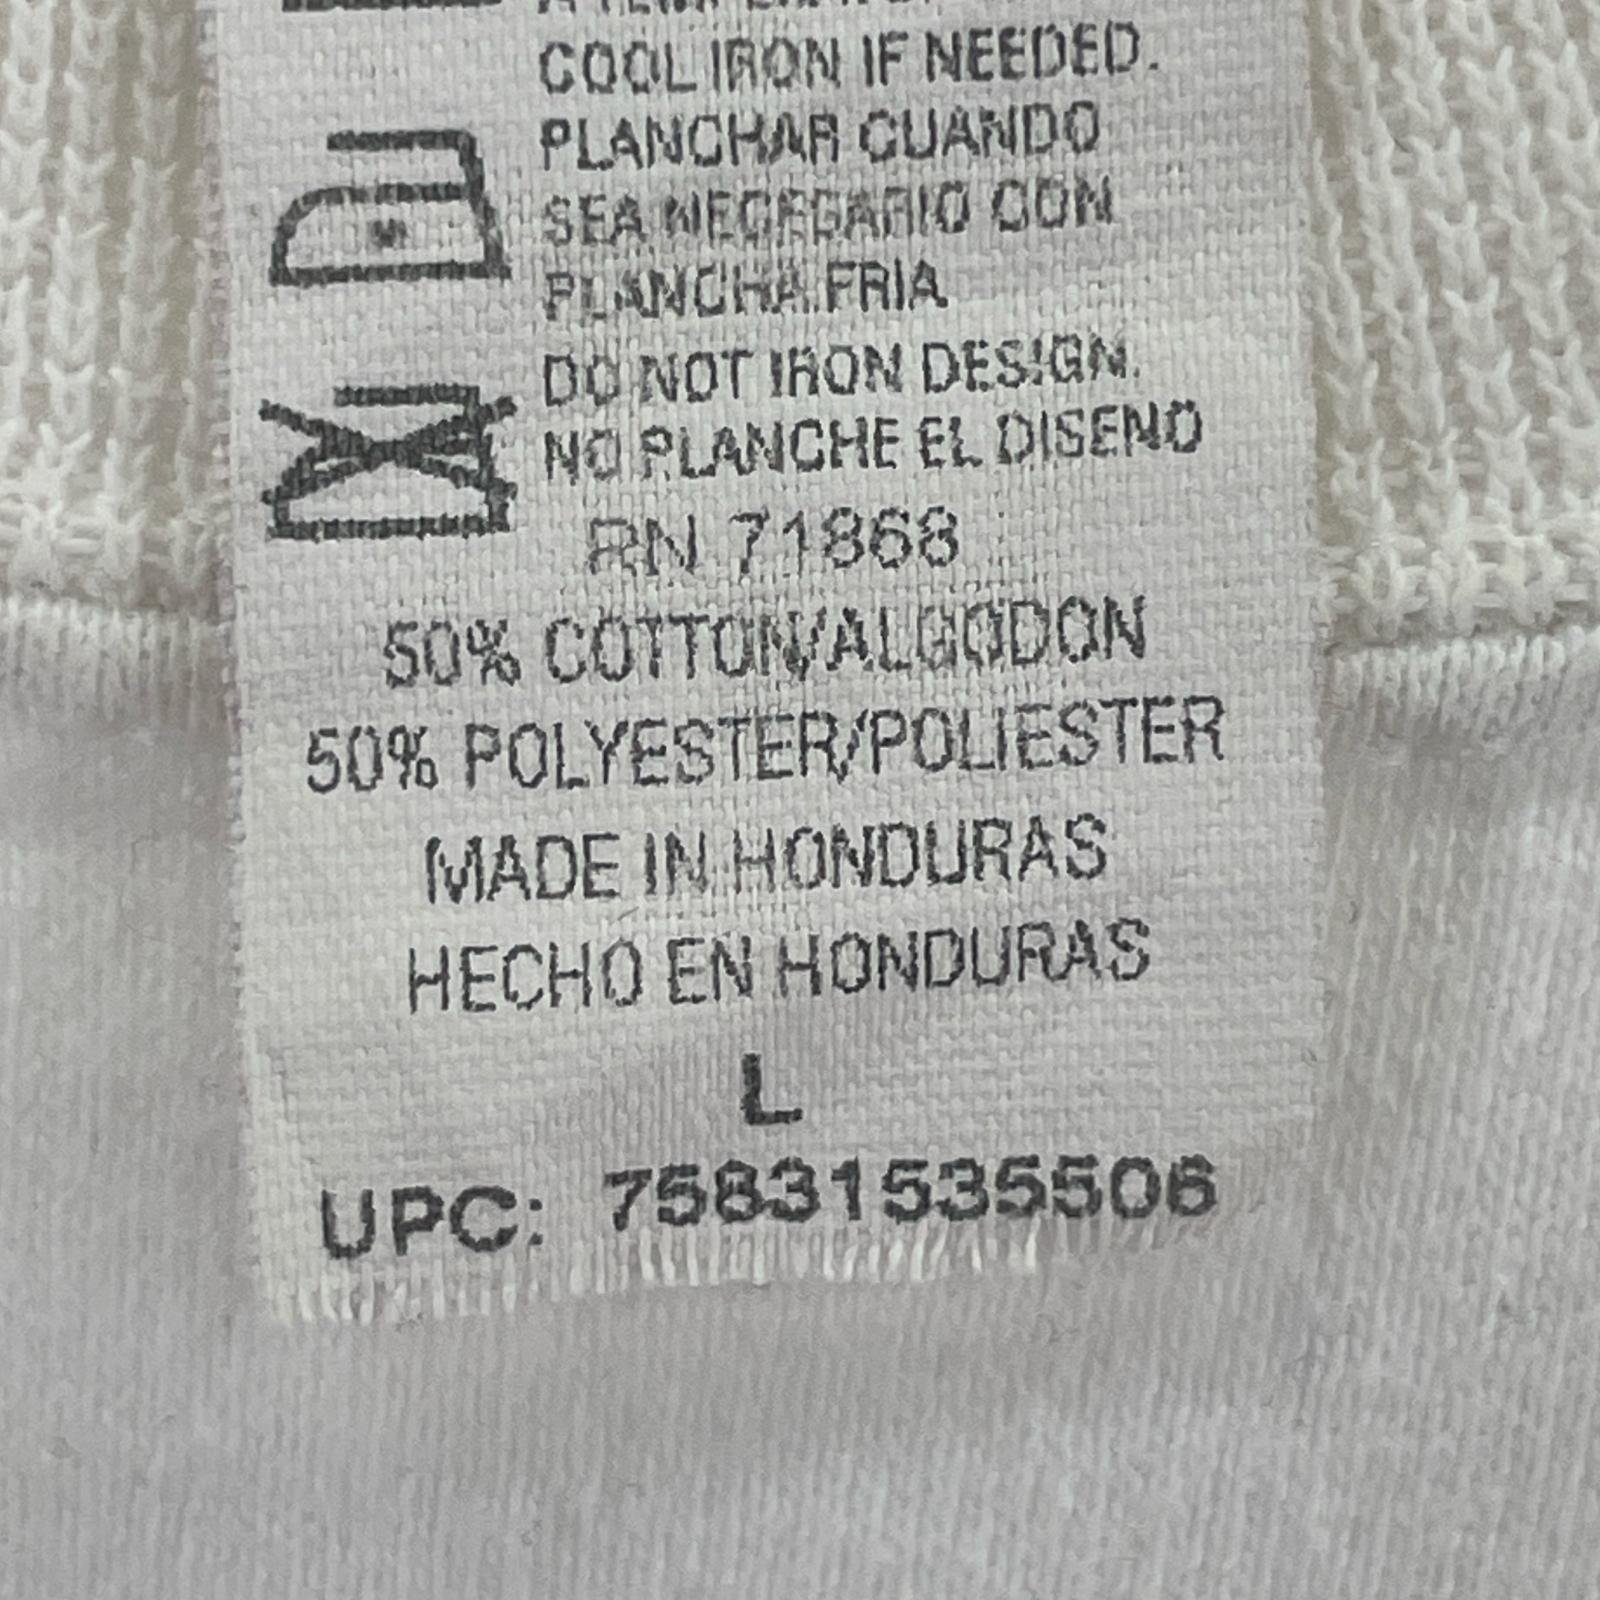 COOL IRON IF NEEDED.
PLANCHAR CUANDO
SEA NECESARIO CON
PLANCHA FRIA
DO NOT IRON DESIGN.
NO PLANCHE EL DISENO
RN 71868
50% COTTON/ALGODON
50% POLYESTER/POLIESTER
MADE IN HONDURAS
HECHO EN HONDURAS
L
UPC: 75831535506